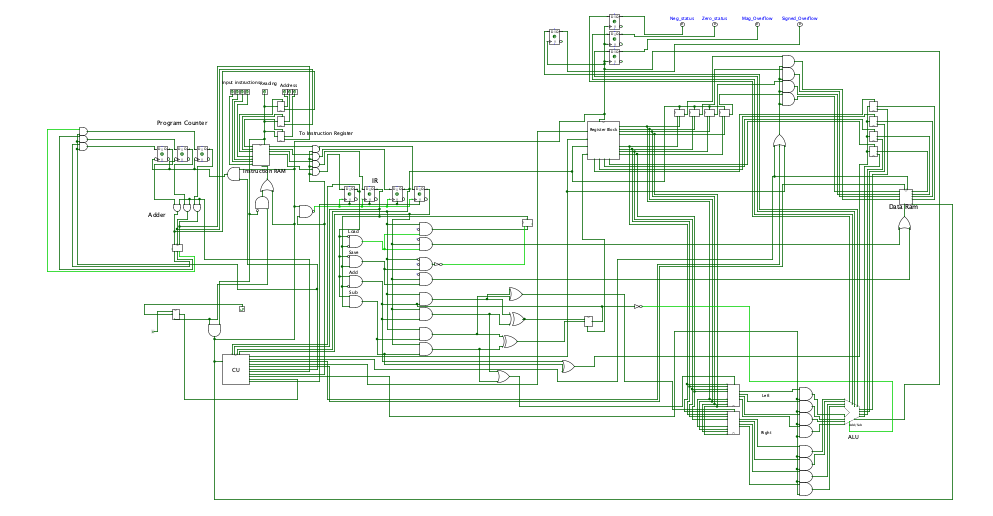 Neg_status Zero_status Mag_Overflow Signed_Overflow
Input instructions Reading Address
Program Counter
To Instruction Register
Register Block
Instruction RAM
IR
Adder
Data Ram
Load
Save
Add
Sub
CU
Left
Right
ALU